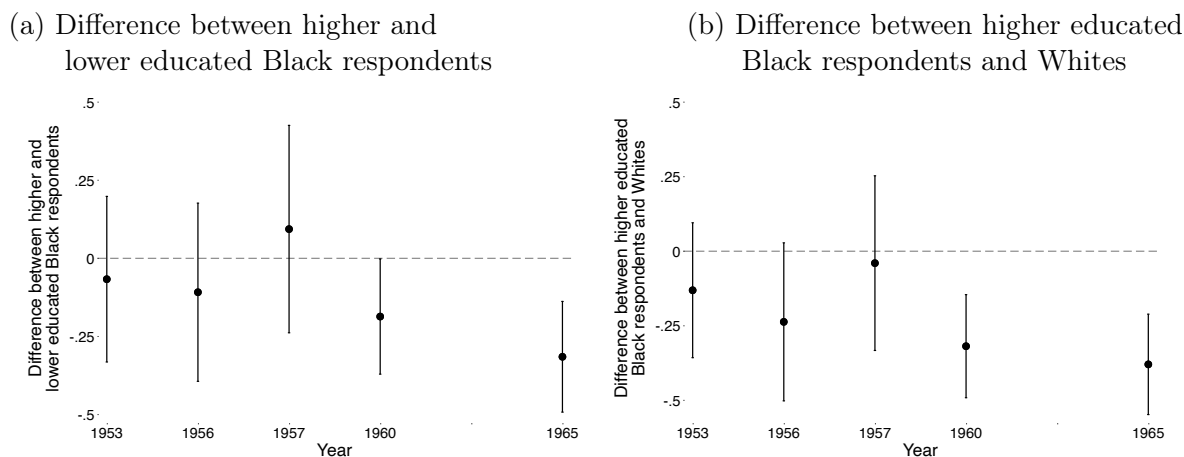 (a) Difference between higher and
lower educated Black respondents
Difference between higher and
lower educated Black respondents
.5
.25
0
-.25
-.5
1953
1956
1957
1960
1965
Year
(b) Difference between higher educated
Black respondents and Whites
Difference between higher educated
Black respondents and Whites
.5
.25
0
-.25
-.5
1953
1956
1957
1960
1965
Year